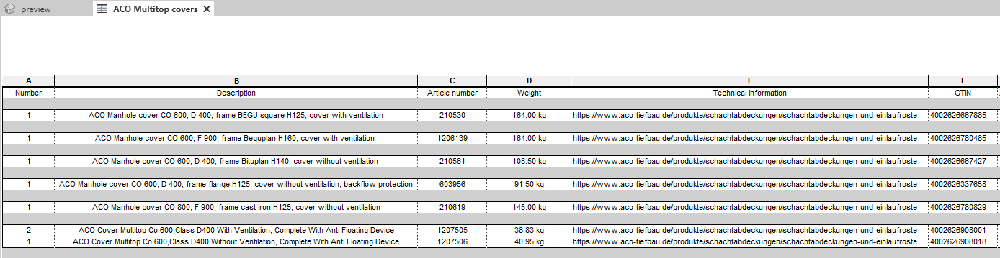 preview ACO Multitop covers
A B C D E F
Number Description Article number Weight Technical information GTIN
1 ACO Manhole cover CO 600, D 400, frame BEGU square H125, cover with ventilation 210530 164.00 kg https://www.aco-tiefbau.de/produkte/schachtabdeckungen/schachtabdeckungen-und-einlaufroste 4002626667885
1 ACO Manhole cover CO 600, F 900, frame Beguplan H160, cover with ventilation 1206139 164.00 kg https://www.aco-tiefbau.de/produkte/schachtabdeckungen/schachtabdeckungen-und-einlaufroste 4002626780485
1 ACO Manhole cover CO 600, D 400, frame Bituplan H140, cover without ventilation 210561 108.50 kg https://www.aco-tiefbau.de/produkte/schachtabdeckungen/schachtabdeckungen-und-einlaufroste 4002626667427
1 ACO Manhole cover CO 600, D 400, frame flange H125, cover without ventilation, backflow protection 603956 91.50 kg https://www.aco-tiefbau.de/produkte/schachtabdeckungen/schachtabdeckungen-und-einlaufroste 4002626337658
1 ACO Manhole cover CO 800, F 900, frame cast iron H125, cover without ventilation 210619 145.00 kg https://www.aco-tiefbau.de/produkte/schachtabdeckungen/schachtabdeckungen-und-einlaufroste 4002626780829
2 ACO Cover Multitop Co.600,Class D400 With Ventilation, Complete With Anti Floating Device 1207505 38.83 kg https://www.aco-tiefbau.de/produkte/schachtabdeckungen/schachtabdeckungen-und-einlaufroste 4002626908001
1 ACO Cover Multitop Co.600,Class D400 Without Ventilation, Complete With Anti Floating Device 1207506 40.95 kg https://www.aco-tiefbau.de/produkte/schachtabdeckungen/schachtabdeckungen-und-einlaufroste 4002626908018